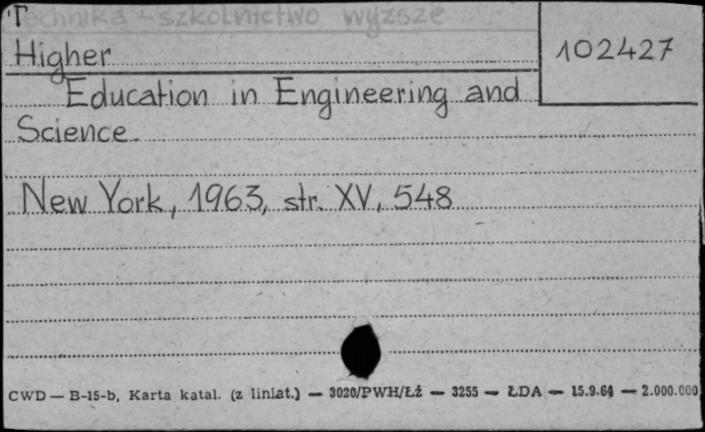 Technika - szkolnictwo wyższe
Higher
102427
Education in Engineering and
Science.
New York, 1963, str. XV, 548
CWD — B-15-b, Karta katal. (z liniat.) — 3020/PWH/Łź — 3255 — ŁDA — 15.9.64 — 2.000.000